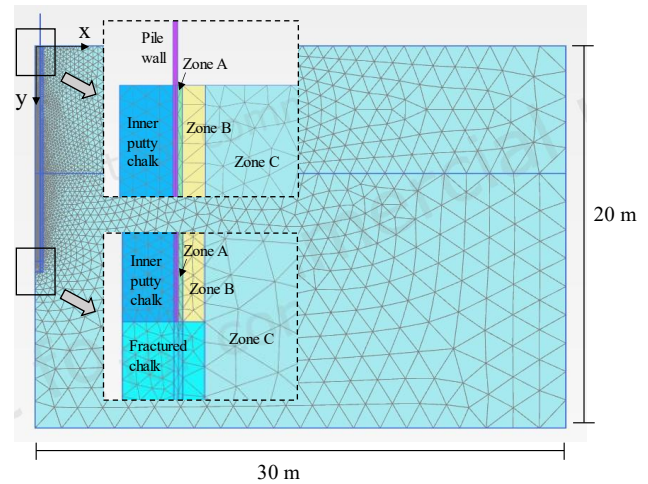 x
y
Pile
wall
Zone A
Inner
putty
chalk
Zone B
Zone C
Inner
putty
chalk
Zone A
Zone B
Zone C
Fractured
chalk
20 m
30 m